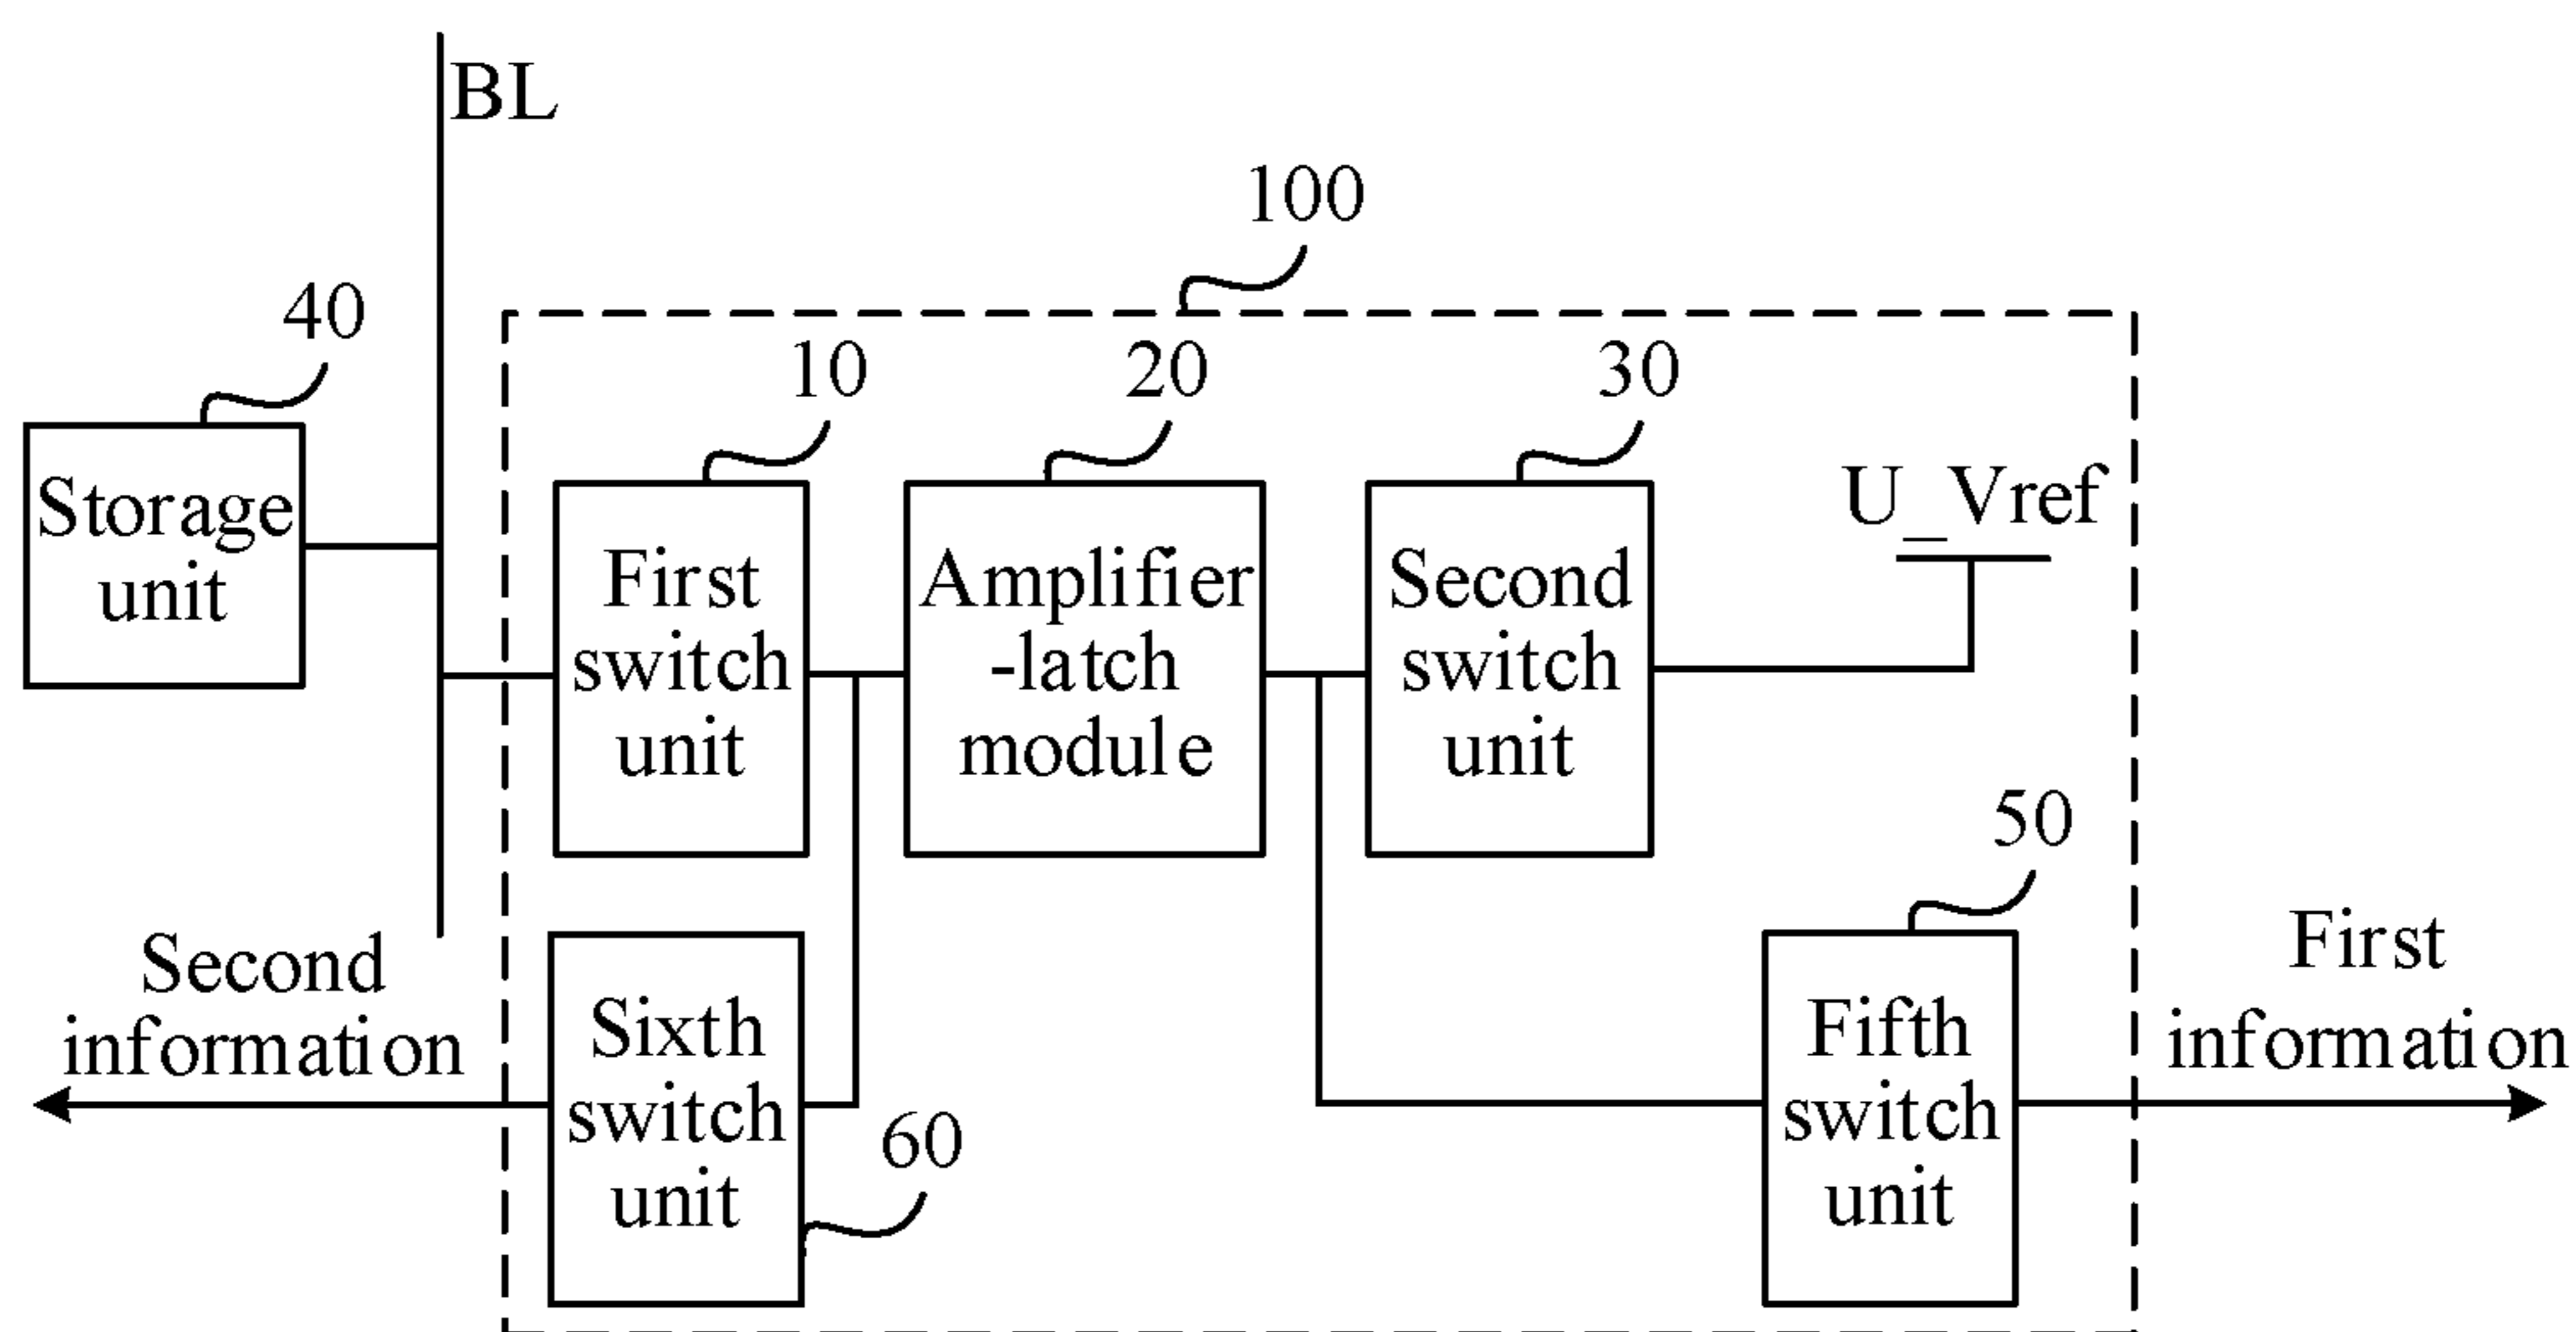 BL
100
40
10
20
30
U_Vref
Storage
unit
First
switch
unit
Amplifier
-latch
module
Second
switch
unit
50
Second
information
Sixth
switch
unit
60
Fifth
switch
unit
First
information